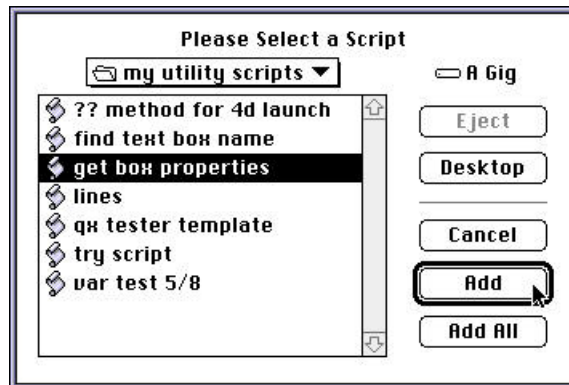 Please Select a Script
my utility scripts
A Gig
?? method for 4d launch
find text box name
get box properties
lines
qx tester template
try script
var test 5/8
Eject
Desktop
Cancel
Add
Add All